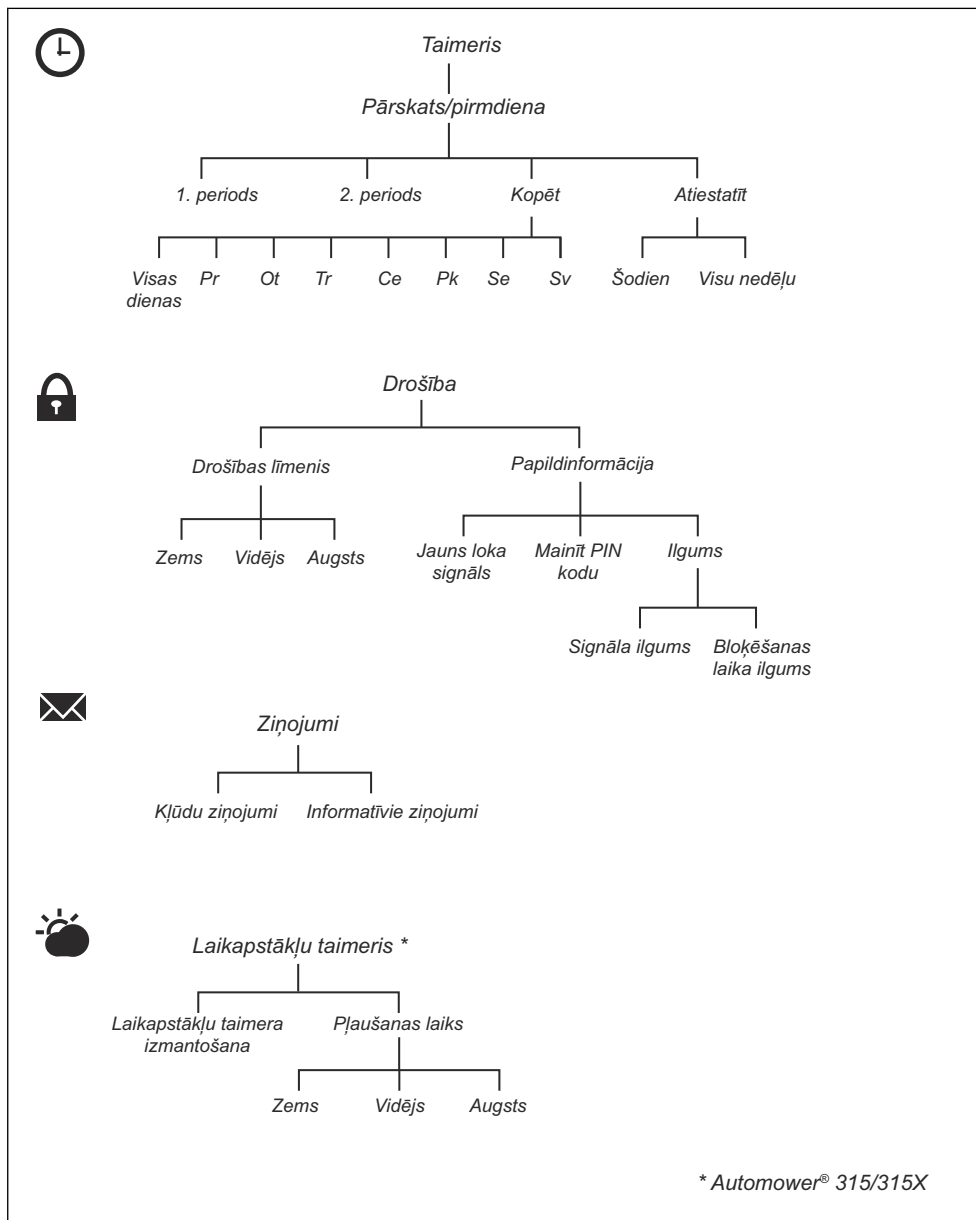 Taimeris
Pārskats/pirmdiena
1. periods 2. periods Kopēt Atiestatīt
Visas dienas Pr Ot Tr Ce Pk Se Sv Šodien Visu nedēļu
Drošība
Drošības līmenis Papildinformācija
Zems Vidējs Augsts
Jauns loka signāls
Mainīt PIN kodu
Ilgums
Signāla ilgums
Bloķēšanas laika ilgums
Ziņojumi
Kļūdu ziņojumi Informatīvie ziņojumi
Laikapstākļu taimeris *
Laikapstākļu taimera izmantošana
Pļaušanas laiks
Zems Vidējs Augsts
* Automower® 315/315X